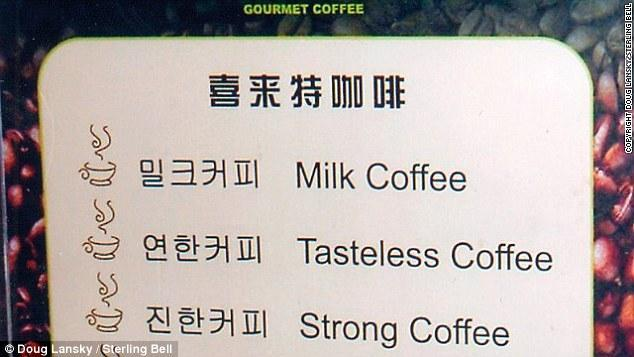 GOURMET COFFEE
喜来特咖啡
밀크커피 Milk Coffee
연한커피 Tasteless Coffee
진한커피 Strong Coffee
© Doug Lansky / Sterling Bell
COPYRIGHT DOUG LANSKY-STERLING BELL